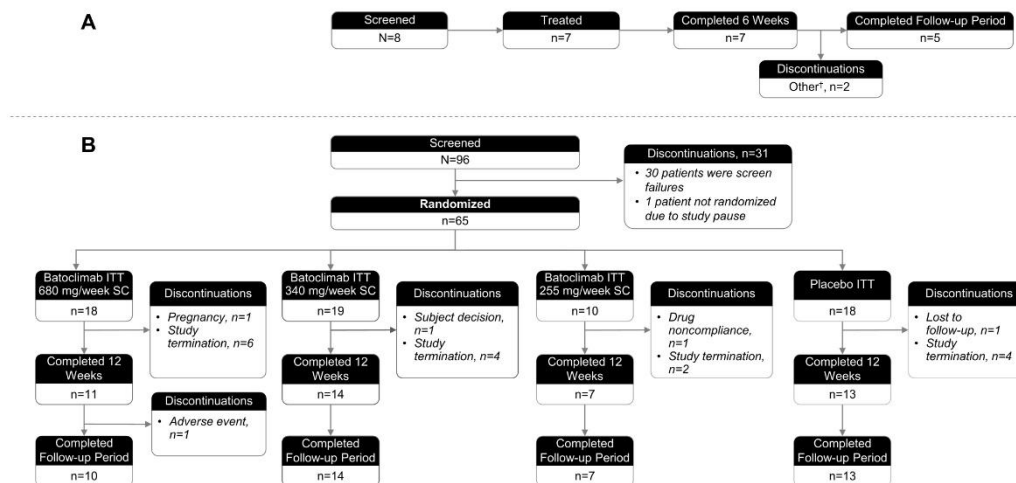 A
Screened
N=8
Treated
n=7
Completed 6 Weeks
n=7
Completed Follow-up Period
n=5
Discontinuations
Other†, n=2
B
Screened
N=96
Discontinuations, n=31
• 30 patients were screen
failures
• 1 patient not randomized
due to study pause
Randomized
n=65
Batoclimab ITT
680 mg/week SC
n=18
Discontinuations
• Pregnancy, n=1
• Study
termination, n=6
Completed 12
Weeks
n=11
Discontinuations
• Adverse event,
n=1
Completed
Follow-up Period
n=10
Batoclimab ITT
340 mg/week SC
n=19
Discontinuations
• Subject decision,
n=1
• Study
termination, n=4
Completed 12
Weeks
n=14
Completed
Follow-up Period
n=14
Batoclimab ITT
255 mg/week SC
n=10
Discontinuations
• Drug
noncompliance,
n=1
• Study termination,
n=2
Completed 12
Weeks
n=7
Completed
Follow-up Period
n=7
Placebo ITT
n=18
Discontinuations
• Lost to
follow-up, n=1
• Study
termination, n=4
Completed 12
Weeks
n=13
Completed
Follow-up Period
n=13